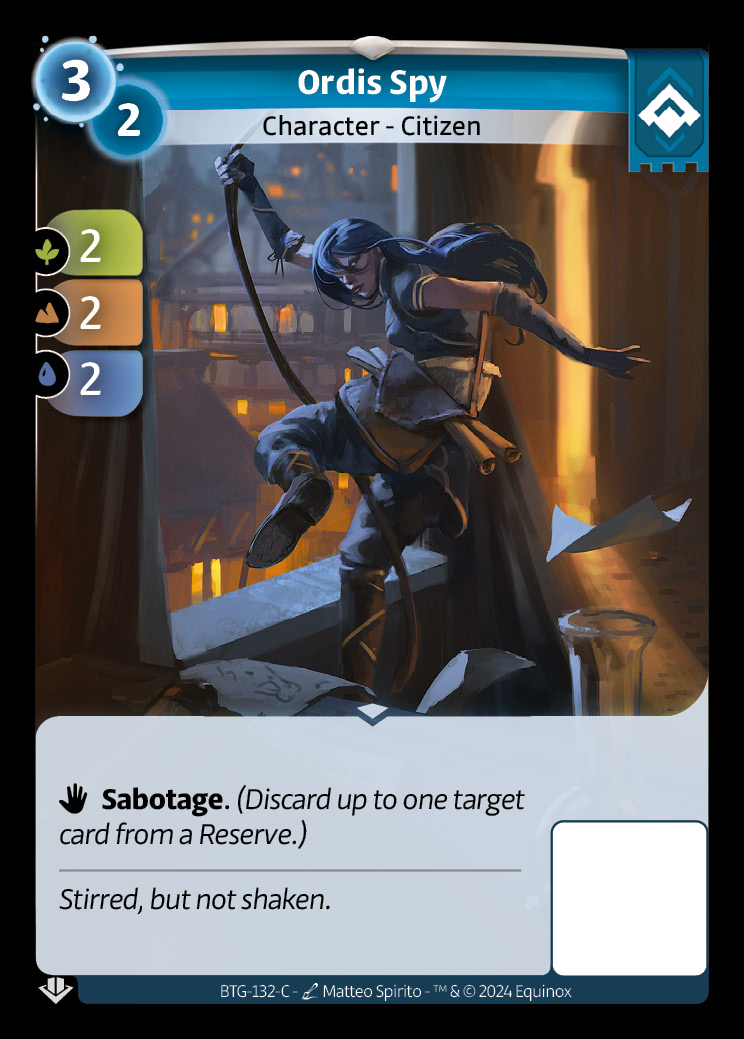 3
Ordis Spy
2
Character - Citizen
2
2
2
Sabotage. (Discard up to one target
card from a Reserve.)
Stirred, but not shaken.
BTG-132-C - Matteo Spirito - ™ & © 2024 Equinox